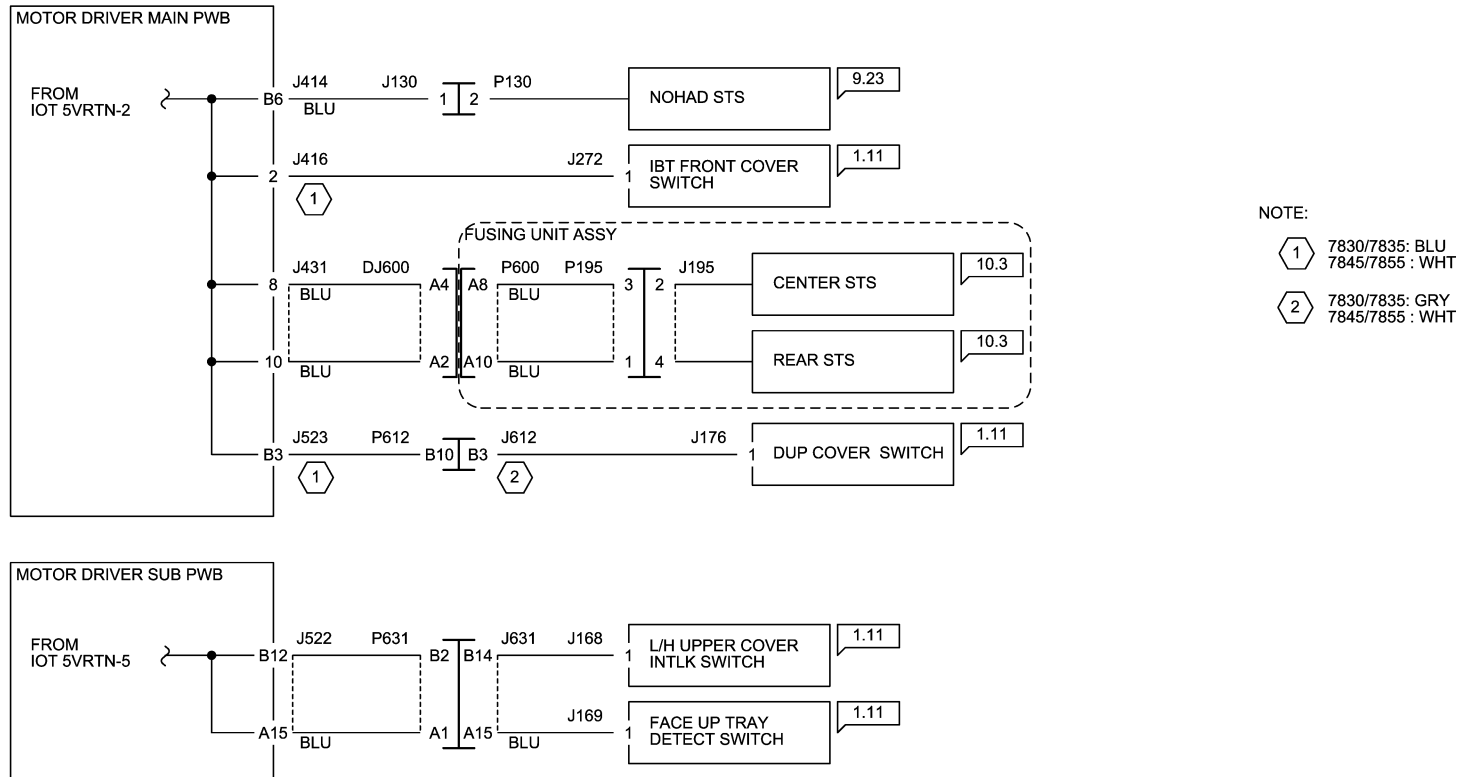 MOTOR DRIVER MAIN PWB
FROM
IOT 5VRTN-2
B6
J414
BLU
J130
1
2
P130
NOHAD STS
9.23
2
J416
1
J272
1
IBT FRONT COVER
SWITCH
1.11
FUSING UNIT ASSY
8
J431
BLU
DJ600
A4
A8
P600
BLU
P195
3
2
J195
CENTER STS
10.3
10
BLU
A2
A10
BLU
1
4
REAR STS
10.3
B3
J523
1
P612
B10
B3
J612
2
J176
1
DUP COVER SWITCH
1.11
NOTE:
1
7830/7835: BLU
7845/7855 : WHT
2
7830/7835: GRY
7845/7855 : WHT
MOTOR DRIVER SUB PWB
FROM
IOT 5VRTN-5
B12
J522
P631
B2
B14
J631
J168
1
L/H UPPER COVER
INTLK SWITCH
1.11
A15
BLU
A1
A15
BLU
J169
1
FACE UP TRAY
DETECT SWITCH
1.11